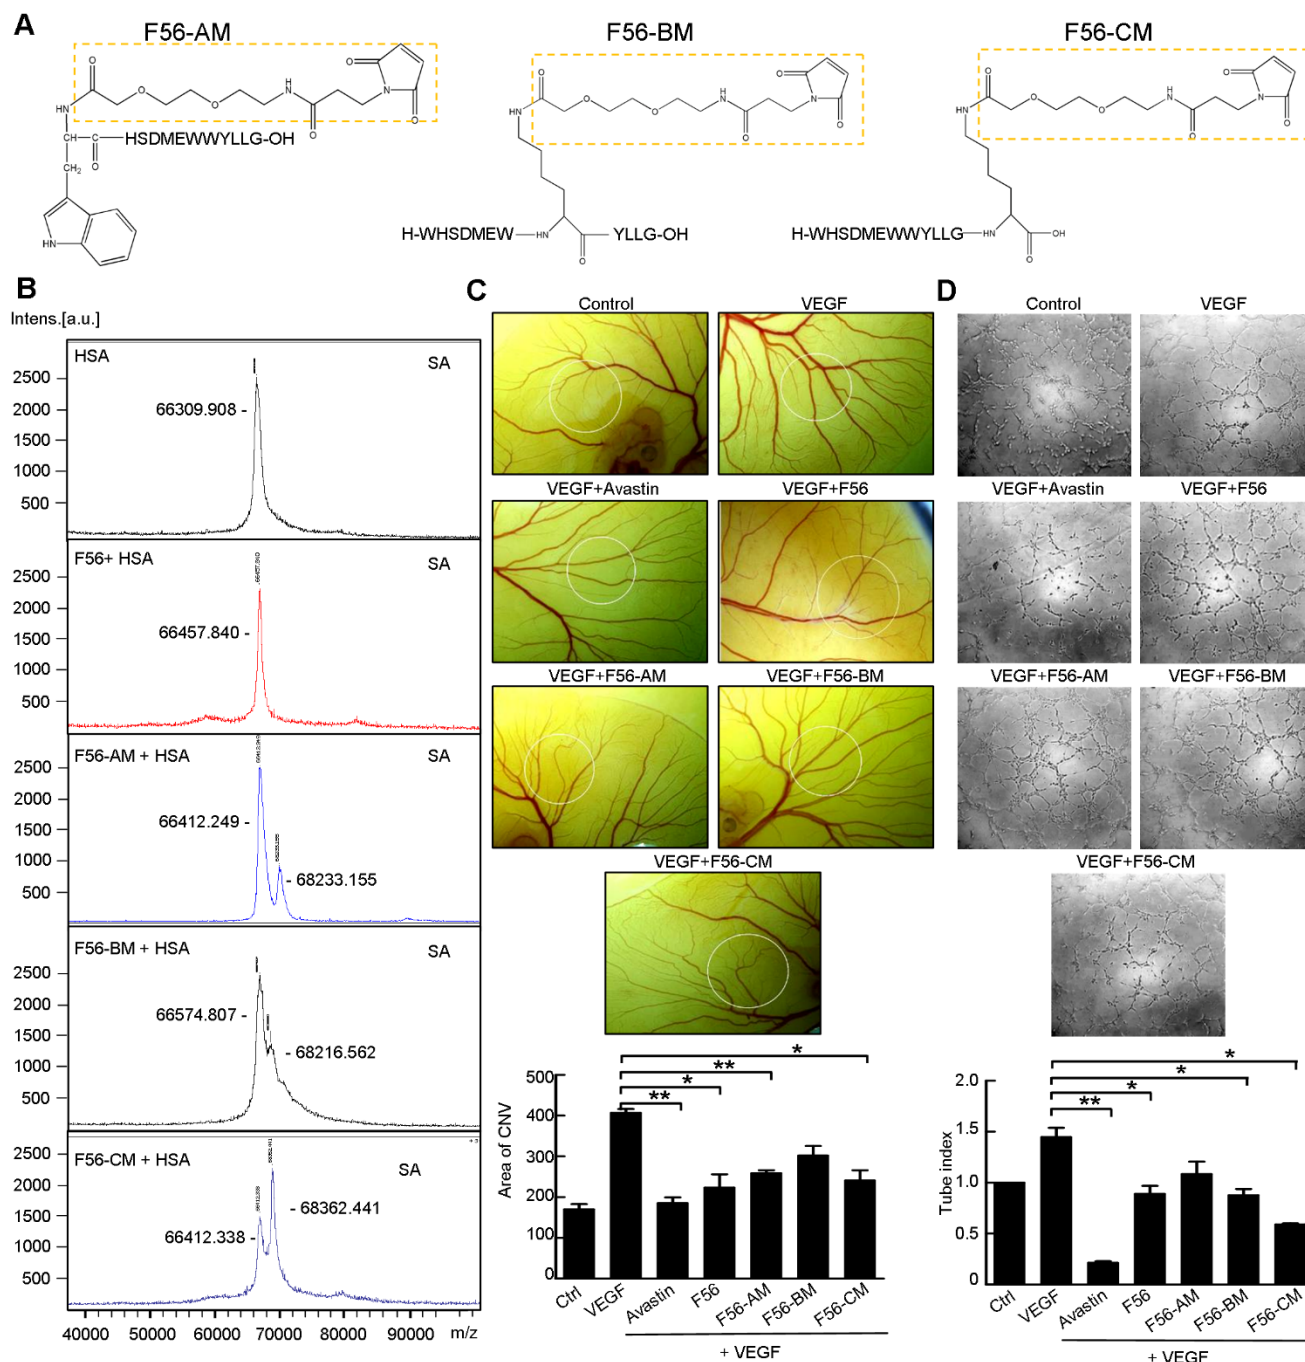 A
F56-AM
F56-BM
F56-CM
O
O
O
H
N
O
N
O
O
HN
CH
C
HSDMEWWYLLG-OH
O
CH2
HN
O
O
O
H
N
O
N
O
O
HN
H-WHSDMEW
HN
YLLG-OH
O
O
O
O
H
N
O
N
O
O
HN
H-WHSDMEWWYLLG
HN
OH
O
B
Intens.[a.u.]
HSA
SA
2500
2000
1500
1000
500
66309.908 -
F56+ HSA
SA
66457.840
2500
2000
1500
1000
500
66457.840 -
F56-AM + HSA
SA
2500
2000
1500
1000
500
66412.249 -
68233.155
- 68233.155
F56-BM + HSA
SA
2500
2000
1500
1000
500
66574.807 -
- 68216.562
F56-CM + HSA
SA
2500
2000
1500
1000
500
66412.338
68362.441
- 68362.441
66412.338 -
40000 50000 60000 70000 80000 90000 m/z
C
Control
VEGF
VEGF+Avastin
VEGF+F56
VEGF+F56-AM
VEGF+F56-BM
VEGF+F56-CM
*
**
*
**
Area of CNV
500
400
300
200
100
0
Ctrl
VEGF
Avastin
F56
F56-AM
F56-BM
F56-CM
+ VEGF
D
Control
VEGF
VEGF+Avastin
VEGF+F56
VEGF+F56-AM
VEGF+F56-BM
VEGF+F56-CM
*
*
*
**
Tube index
2.0
1.5
1.0
0.5
0
Ctrl
VEGF
Avastin
F56
F56-AM
F56-BM
F56-CM
+ VEGF